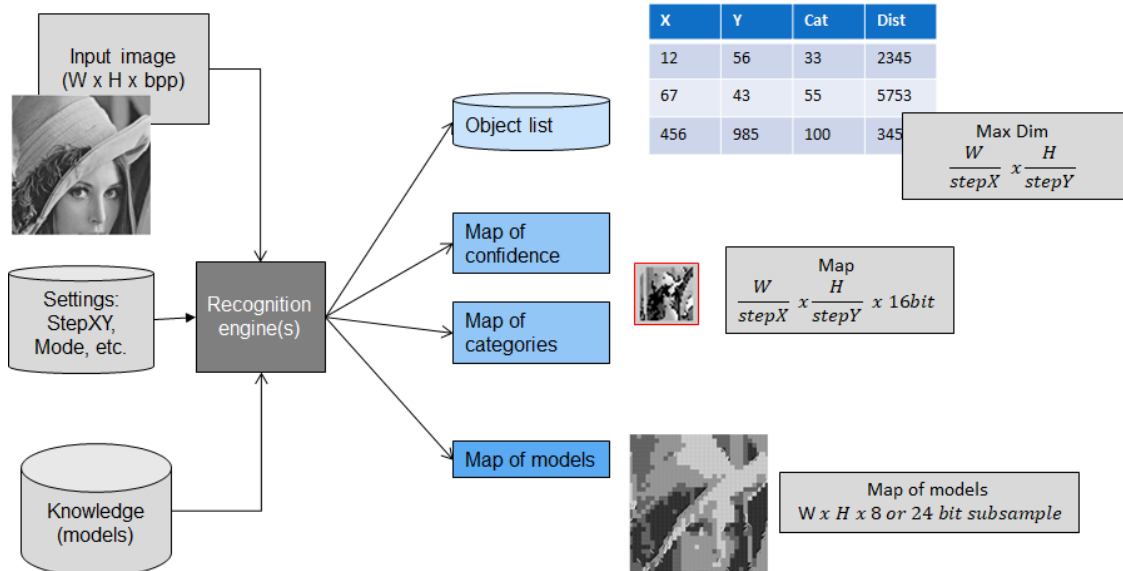 Input image
(W x H x bpp)
Settings:
StepXY,
Mode, etc.
Knowledge
(models)
Recognition
engine(s)
Object list
Map of
confidence
Map of
categories
Map of models
X Y Cat Dist
12 56 33 2345
67 43 55 5753
456 985 100 345
Max Dim
W H
stepX x stepY
Map
W H
stepX x stepY x 16bit
Map of models
W x H x 8 or 24 bit subsample